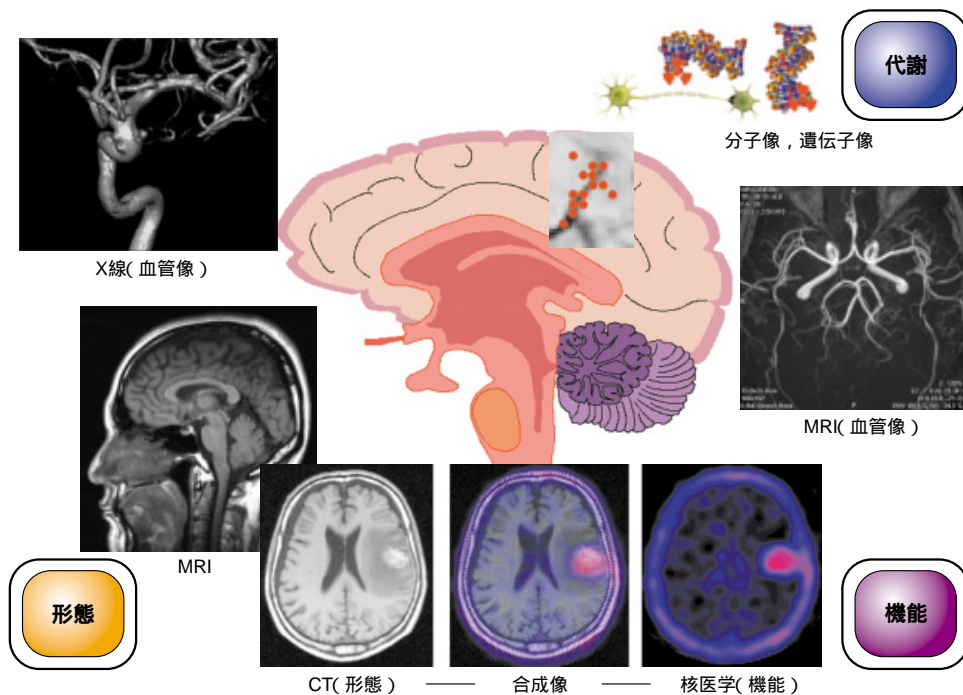 代謝
分子像，遺伝子像
X線（血管像）
MRI（血管像）
MRI
形態
機能
CT（形態） 合成像 核医学（機能）